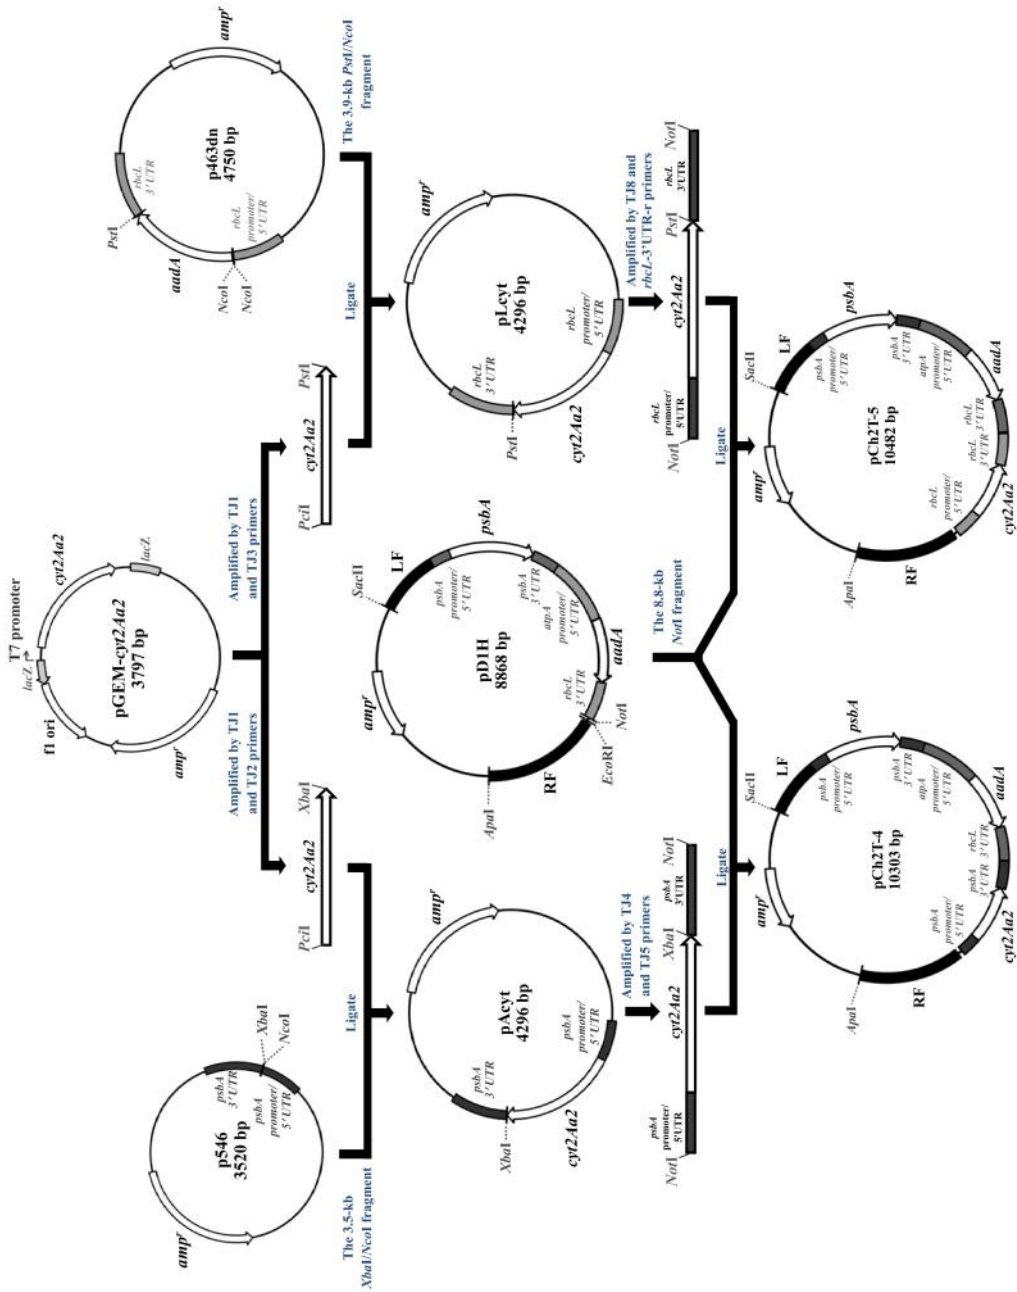 T7 promoter
lacZ
cyt2Aa2
lacZ
f1 ori
ampr
pGEM-cyt2Aa2
3797 bp
Amplified by TJ1
and TJ2 primers
Amplified by TJ1
and TJ3 primers
p546
3520 bp
ampr
psbA
3'UTR
psbA
promoter/
5'UTR
XbaI
NcoI
PciI
cyt2Aa2
XbaI
PciI
cyt2Aa2
PstI
p463dn
4750 bp
ampr
rbcL
3'UTR
PstI
aadA
NcoI
NcoI
rbcL
promoter/
5'UTR
The 3.5-kb
XbaI/NcoI fragment
Ligate
Ligate
The 3.9-kb PstI/NcoI
fragment
pAcyt
4296 bp
ampr
psbA
3'UTR
XbaI
cyt2Aa2
psbA
promoter/
5'UTR
pD1H
8868 bp
ampr
SacII
LF
psbA
promoter/
5'UTR
psbA
psbA
3'UTR
atpA
promoter/
5'UTR
aadA
rbcL
3'UTR
NotI
EcoRI
RF
ApaI
pLcyt
4296 bp
ampr
rbcL
3'UTR
PstI
cyt2Aa2
rbcL
promoter/
5'UTR
Amplified by TJ4
and TJ5 primers
Amplified by TJ8 and
rbcL-3'UTR-r primers
NotI
psbA
promoter/
5'UTR
cyt2Aa2
XbaI
psbA
3'UTR
NotI
The 8.8-kb
NotI fragment
NotI
rbcL
promoter/
5'UTR
cyt2Aa2
PstI
rbcL
3'UTR
NotI
Ligate
Ligate
pCh2T-4
10303 bp
ampr
SacII
LF
psbA
promoter/
5'UTR
psbA
psbA
3'UTR
atpA
promoter/
5'UTR
aadA
rbcL
3'UTR
psbA
3'UTR
cyt2Aa2
psbA
promoter/
5'UTR
RF
ApaI
pCh2T-5
10482 bp
ampr
SacII
LF
psbA
promoter/
5'UTR
psbA
psbA
3'UTR
atpA
promoter/
5'UTR
aadA
rbcL
3'UTR
rbcL
3'UTR
cyt2Aa2
rbcL
promoter/
5'UTR
RF
ApaI